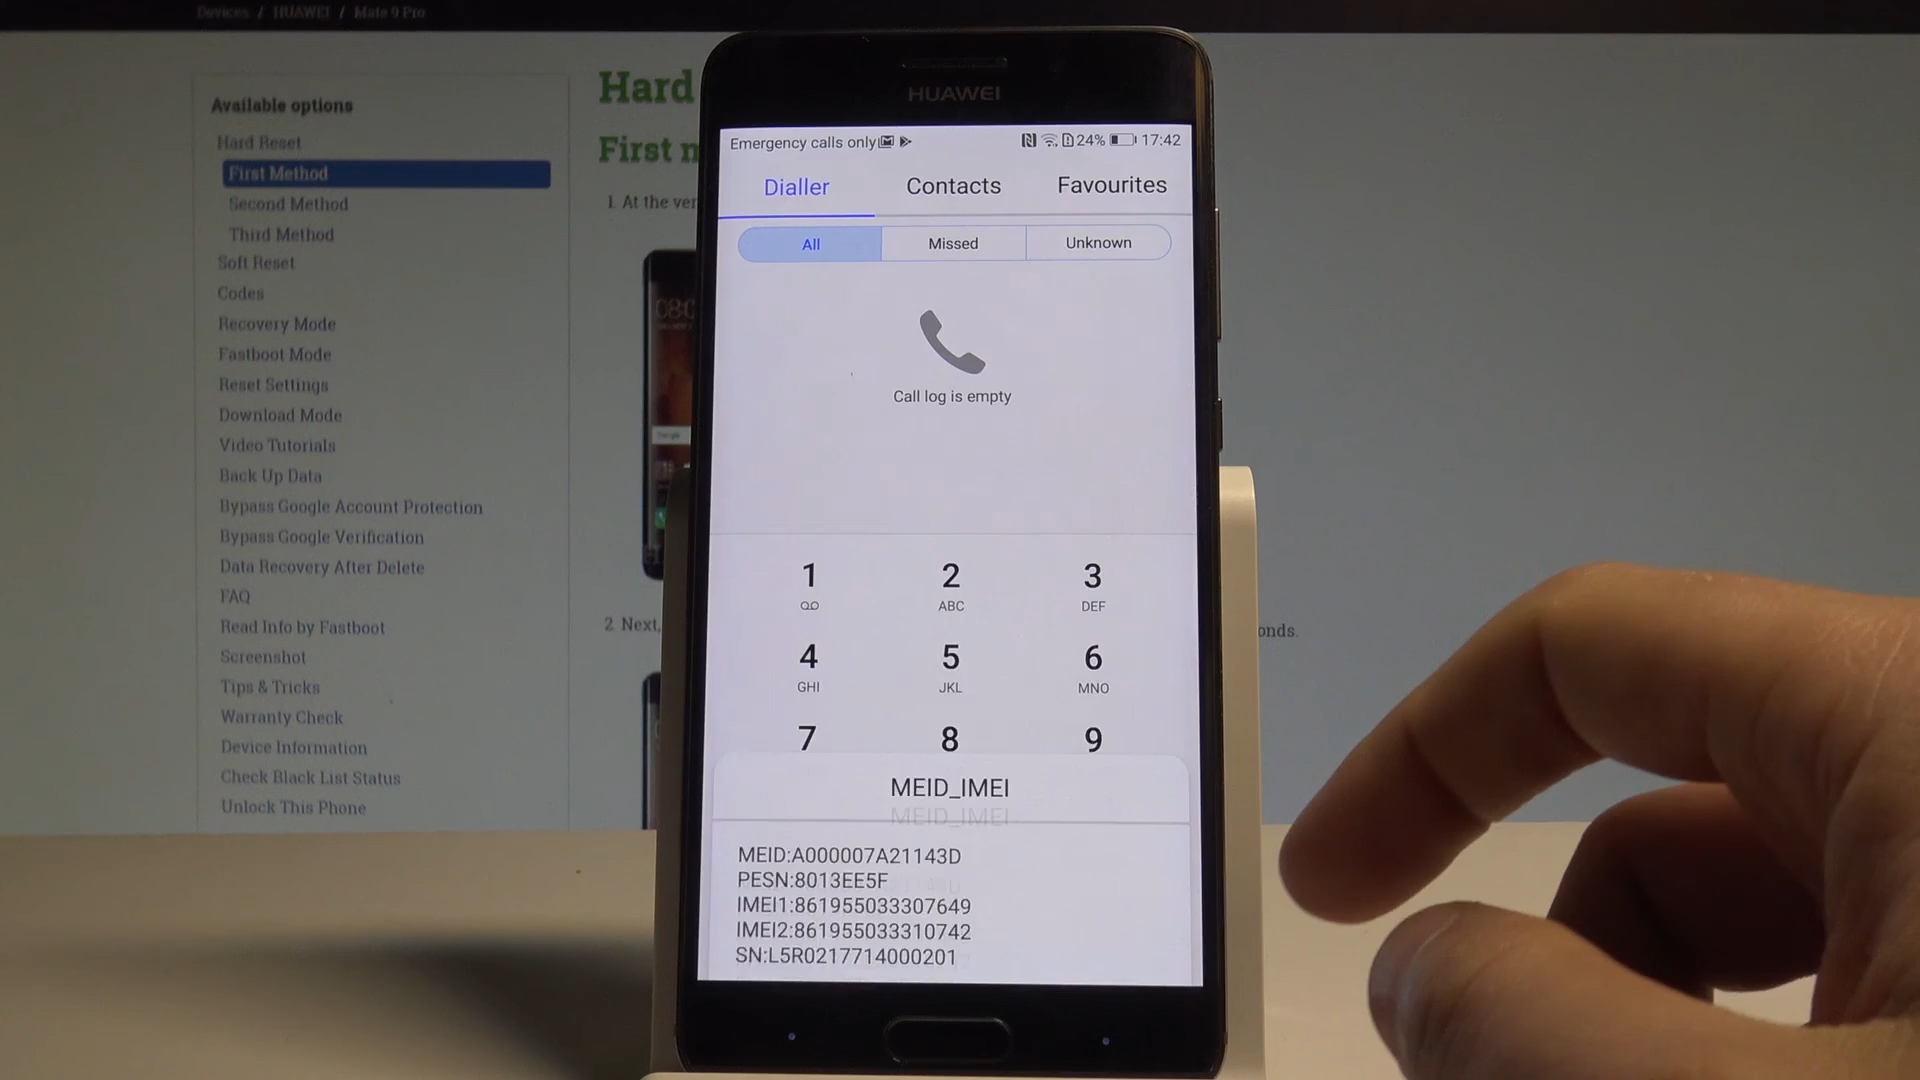 Devices / HUAWEI / Mate 9 Pro
Available options
Hard Reset
First Method
Second Method
Third Method
Soft Reset
Codes
Recovery Mode
Fastboot Mode
Reset Settings
Download Mode
Video Tutorials
Back Up Data
Bypass Google Account Protection
Bypass Google Verification
Data Recovery After Delete
FAQ
Read Info by Fastboot
Screenshot
Tips & Tricks
Warranty Check
Device Information
Check Black List Status
Unlock This Phone
Hard
First m
1. At the ver
08:0
2. Next,
onds.
HUAWEI
Emergency calls only 24% 17:42
Dialler Contacts Favourites
All Missed Unknown
Call log is empty
1 2 3
ABC DEF
4 5 6
GHI JKL MNO
7 8 9
MEID_IMEI
MEID_IMEI
MEID:A000007A21143D
PESN:8013EE5F
IMEI1:861955033307649
IMEI2:861955033310742
SN:L5R0217714000201